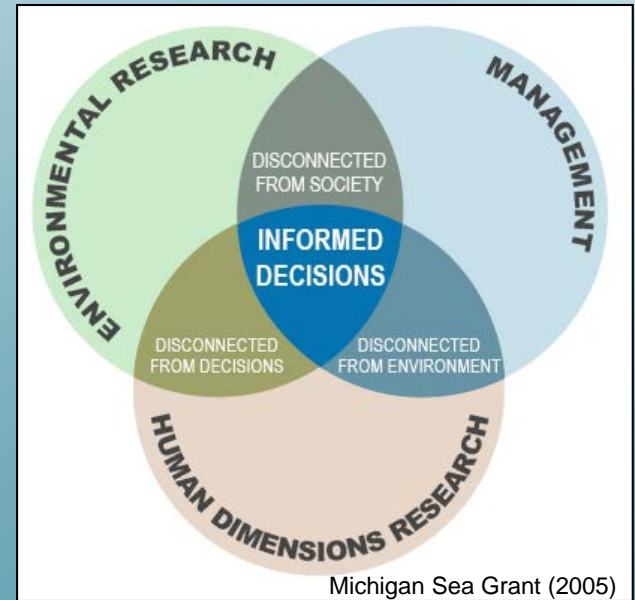 ENVIRONMENTAL RESEARCH
MANAGEMENT
DISCONNECTED
FROM SOCIETY
INFORMED
DECISIONS
DISCONNECTED
FROM DECISIONS
DISCONNECTED
FROM ENVIRONMENT
HUMAN DIMENSIONS RESEARCH
Michigan Sea Grant (2005)